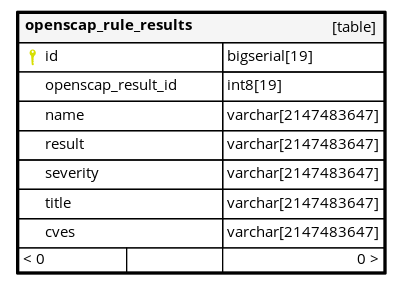 openscap_rule_results [table]
id bigserial[19]
openscap_result_id int8[19]
name varchar[2147483647]
result varchar[2147483647]
severity varchar[2147483647]
title varchar[2147483647]
cves varchar[2147483647]
< 0 0 >